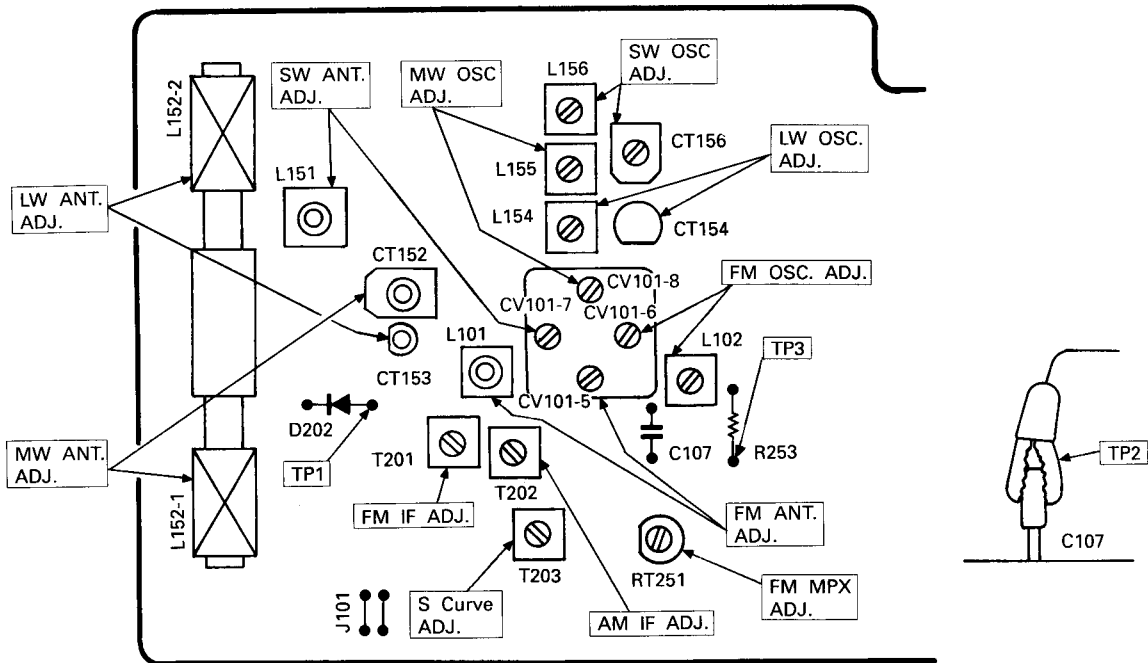 L156
SW OSC
ADJ.
SW ANT.
ADJ.
MW OSC
ADJ.
L152-2
CT156
LW OSC.
ADJ.
L155
L151
LW ANT.
ADJ.
L154
CT154
CT152
FM OSC. ADJ.
CV101-8
CV101-7
CV101-6
L101
L102
TP3
CT153
CV101-5
D202
MW ANT.
ADJ.
TP1
T201
C107
R253
TP2
T202
FM IF ADJ.
FM ANT.
ADJ.
L152-1
C107
T203
RT251
FM MPX
ADJ.
J101
S Curve
ADJ.
AM IF ADJ.